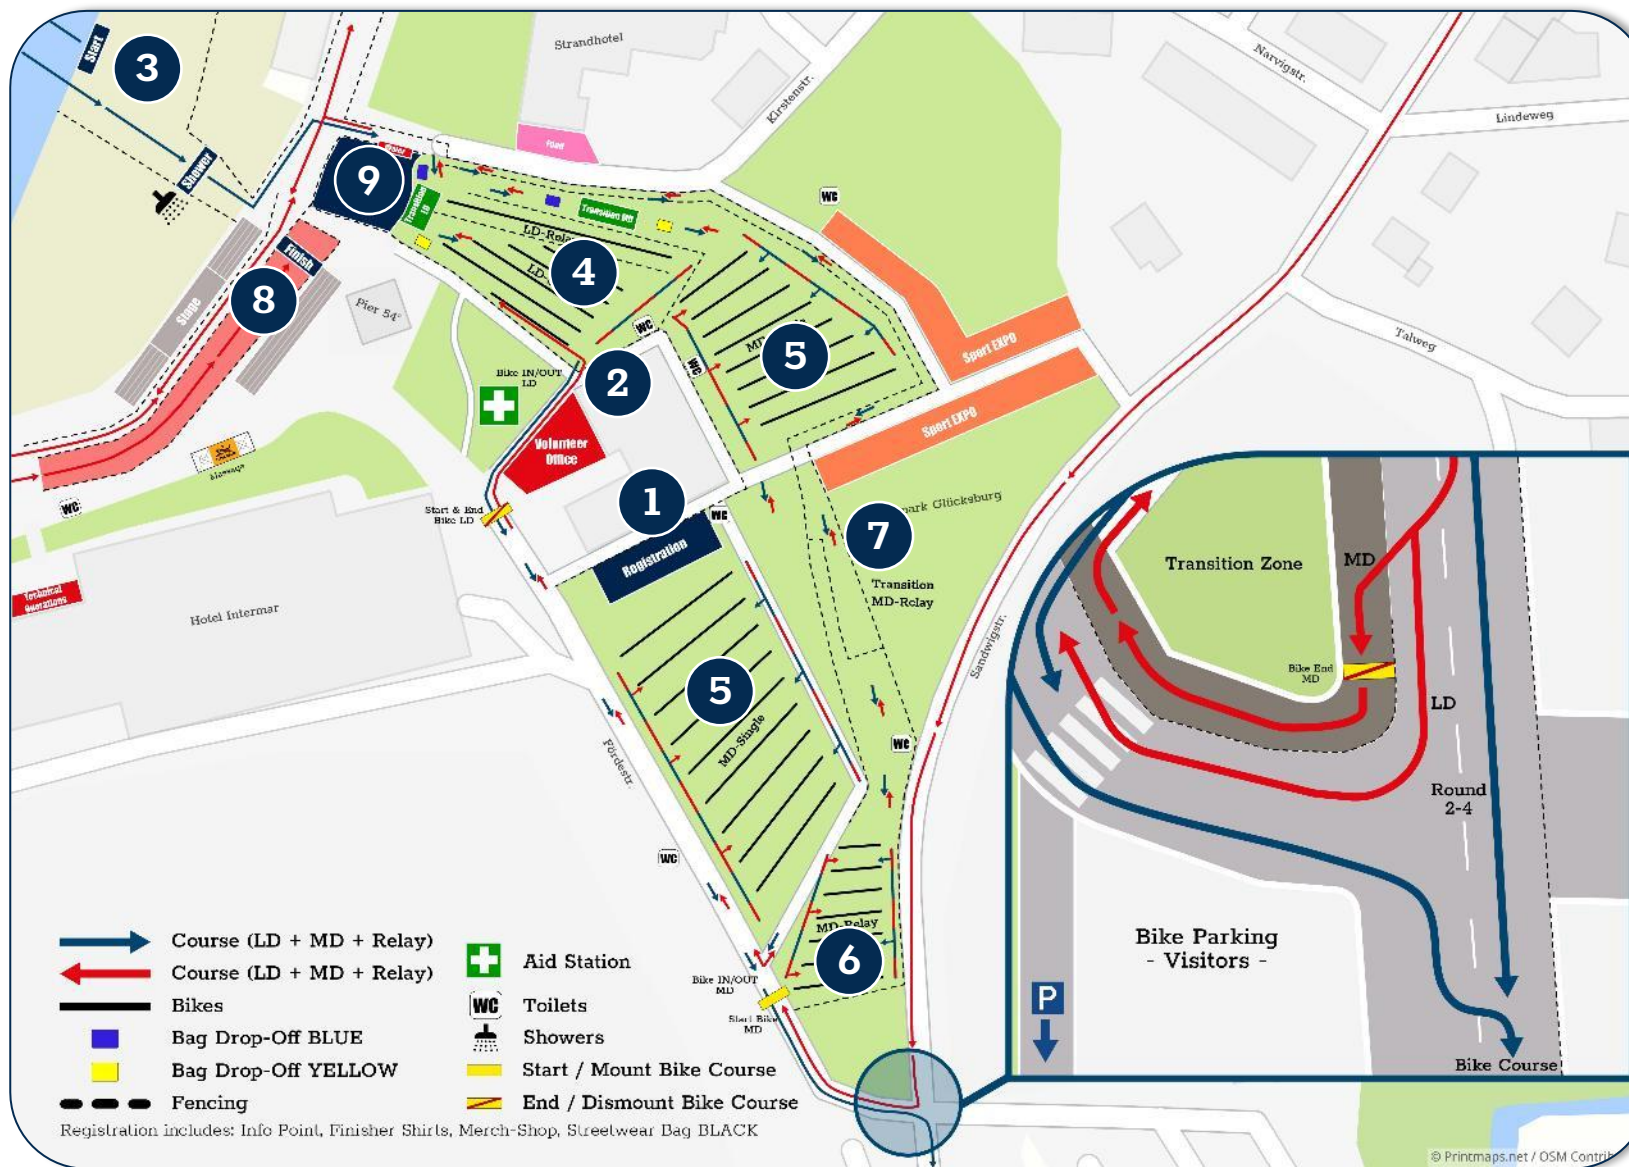 Start
3
Shower
Strandhotel
Kirstenstr.
Narvigstr.
Lindeweg
Talweg
Food
9
Transition
LD
Transition MD
WC
LD-Relay
4
Finish
8
Stage
Pier 54°
WC
WC
5
Sport EXPO
Sport EXPO
Bike IN/OUT
LD
2
Volunteer
Office
Massage
WC
Start & End
Bike LD
1
WC
Registration
7
Transition
MD-Relay
Technical
Operations
Hotel Intermar
Sandwigstr.
5
MD-Single
Fördestr.
WC
WC
MD-Relay
6
Bike IN/OUT
MD
Start Bike
MD
Transition Zone
MD
Bike End
MD
LD
Round
2-4
Bike Parking
- Visitors -
P
Bike Course
Course (LD + MD + Relay)
Course (LD + MD + Relay)
Bikes
Bag Drop-Off BLUE
Bag Drop-Off YELLOW
Fencing
Aid Station
WC Toilets
Showers
Start / Mount Bike Course
End / Dismount Bike Course
Registration includes: Info Point, Finisher Shirts, Merch-Shop, Streetwear Bag BLACK
© Printmaps.net / OSM Contrib